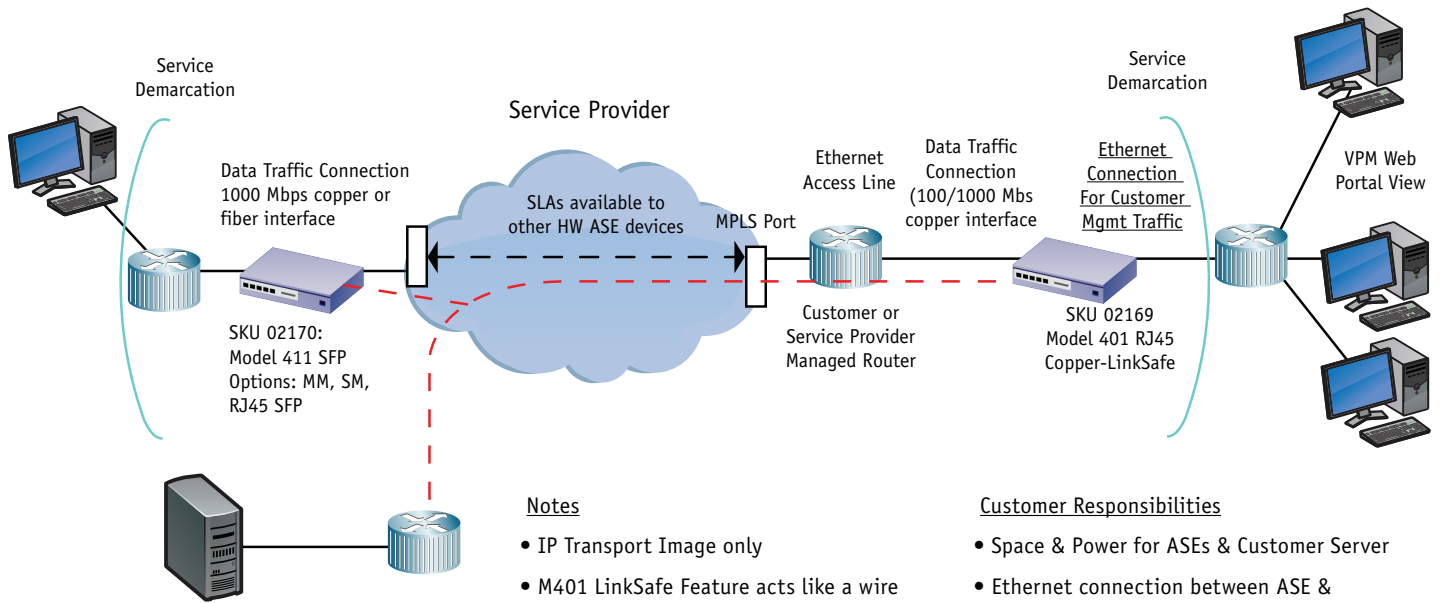 Service
Demarcation
Data Traffic Connection
1000 Mbps copper or
fiber interface
SKU 02170:
Model 411 SFP
Options: MM, SM,
RJ45 SFP
Service Provider
SLAs available to
other HW ASE devices
MPLS Port
Ethernet
Access Line
Customer or
Service Provider
Managed Router
Data Traffic
Connection
(100/1000 Mbs
copper interface
Ethernet
Connection
For Customer
Mgmt Traffic
SKU 02169
Model 401 RJ45
Copper-LinkSafe
Service
Demarcation
VPM Web
Portal View
Notes
• IP Transport Image only
• M401 LinkSafe Feature acts like a wire
Customer Responsibilities
• Space & Power for ASEs & Customer Server
• Ethernet connection between ASE &